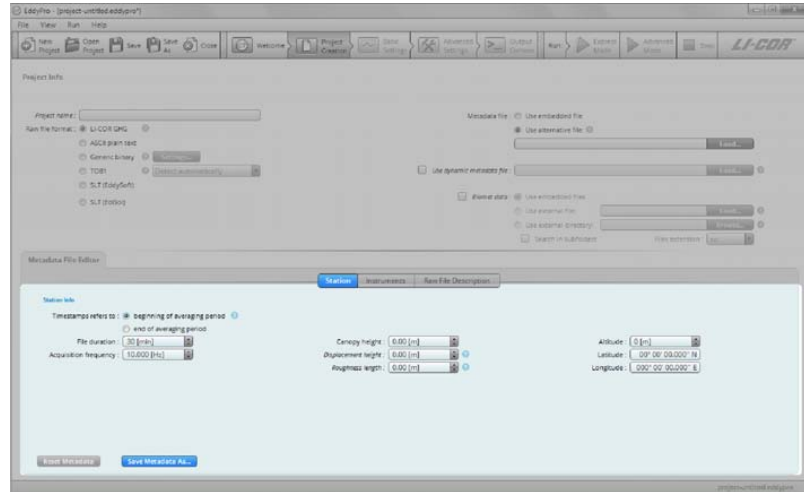 EddyPro - [project-untitled.eddypro*]
File View Run Help
New Project Open Project Save Save As Close Welcome Project Creation Basic Settings Advanced Settings Output Console Run Express Mode Advanced Mode Stop LI-COR
Project Info
Project name :
Metadata file : Use embedded file
Raw file format : LI-COR GHG
Use alternative file
ASCII plain text
Load...
Generic binary Settings...
TOB1 Detect automatically
Use dynamic metadata file : Load...
SLT (EddySoft)
SLT (EdiSol)
Biomet data : Use embedded files
Use external file : Load...
Use external directory :
Search in subfolders Files extension :
Metadata File Editor
Station Instruments Raw File Description
Station Info
Timestamps refers to : beginning of averaging period
end of averaging period
File duration : 30 [min] Canopy height : 0.00 [m] Altitude : 0 [m]
Acquisition frequency : 10.000 [Hz] Displacement height : 0.00 [m] Latitude : 00° 00' 00.000" N
Roughness length : 0.00 [m] Longitude : 000° 00' 00.000" E
Reset Metadata Save Metadata As...
project-untitled.eddypro